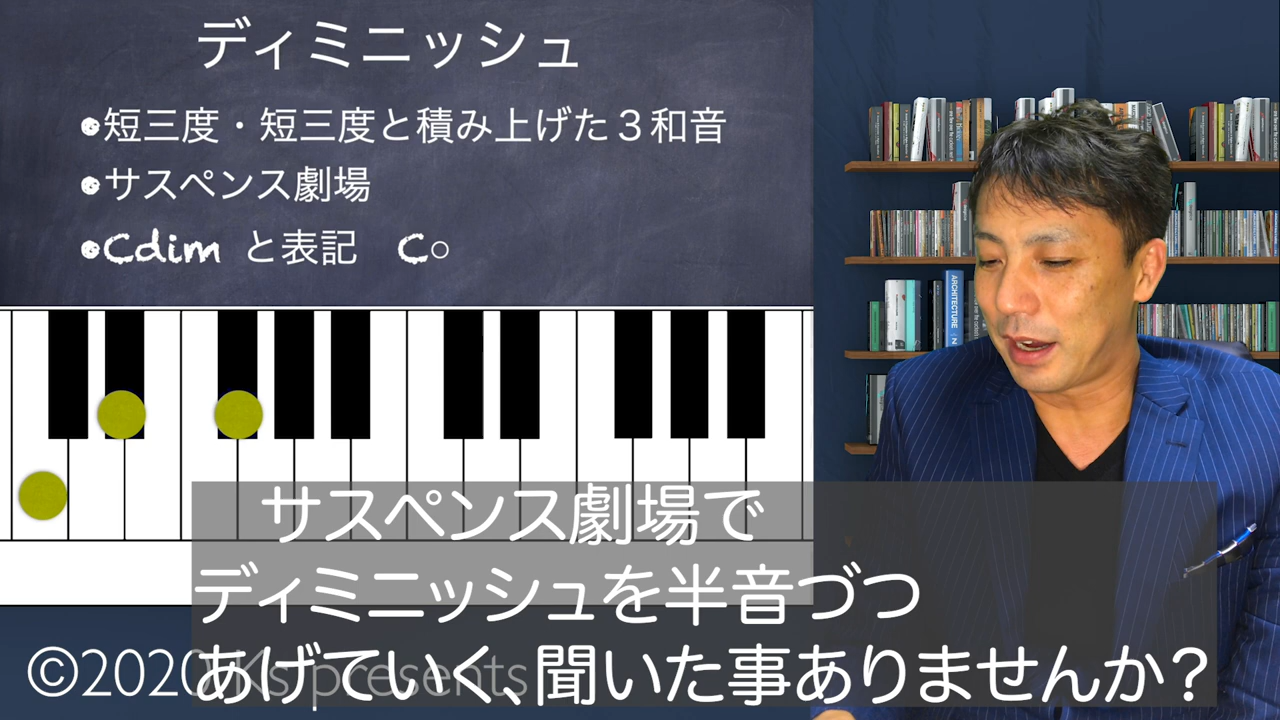 ディミニッシュ
●短三度・短三度と積み上げた３和音
●サスペンス劇場
●Cdim と表記 C○
ARCHITECTURE
サスペンス劇場で
ディミニッシュを半音づつ
あげていく、聞いた事ありませんか？
©2020 Ks presents